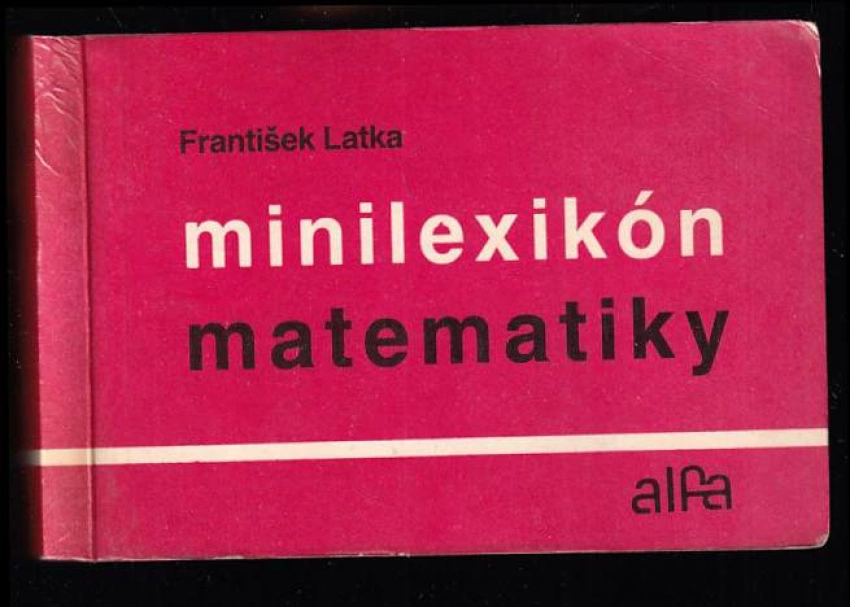 František Latka
minilexikón
matematiky
alfa